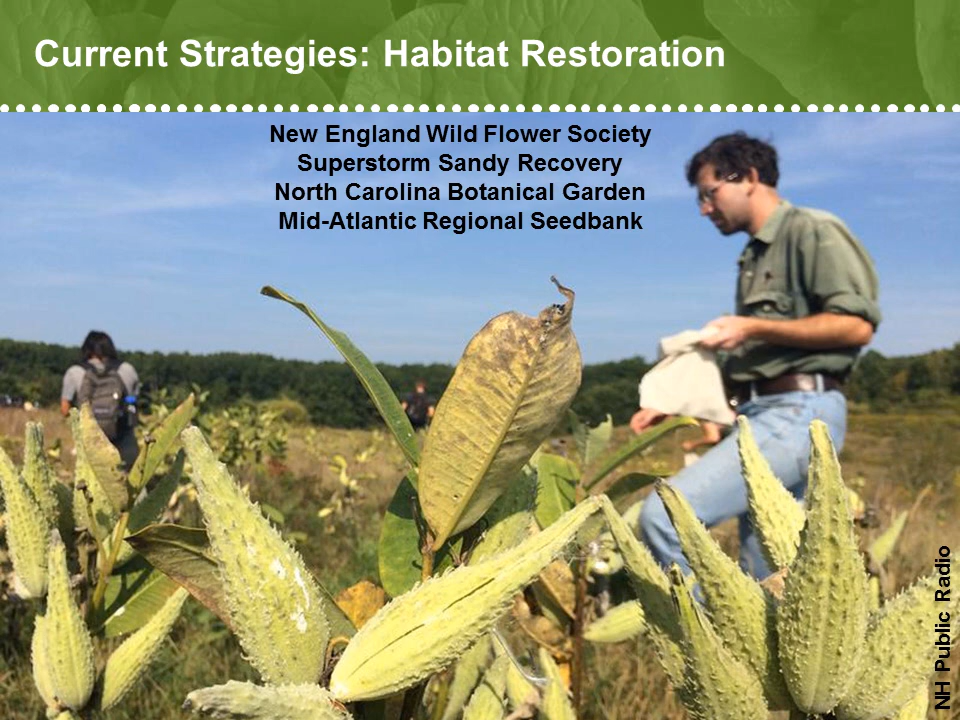 Current Strategies: Habitat Restoration
New England Wild Flower Society
Superstorm Sandy Recovery
North Carolina Botanical Garden
Mid-Atlantic Regional Seedbank
NH Public Radio